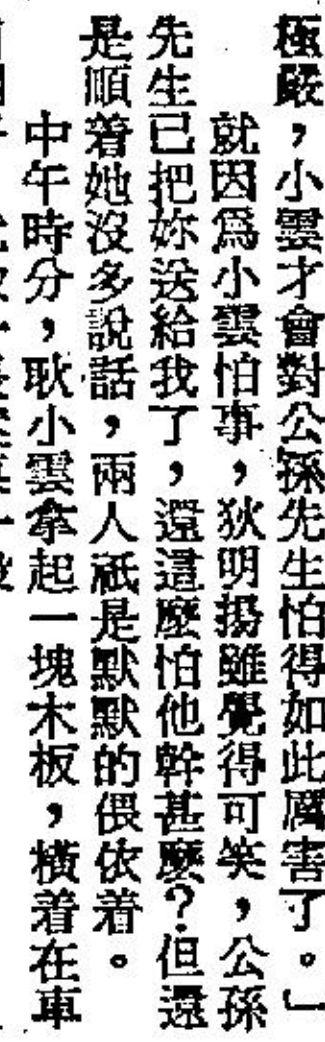 極嚴,小雲才會對公孫先生怕得如此厲害了。」
就因爲小雲怕事,狄明揚雖覺得可笑,公孫
先生已把妳送給我了,還這麼怕他幹甚麼?但還
是順着她沒多說話,兩人祇是默默的偎依着。
中午時分,耿小雲拿起一塊木板,橫着在車